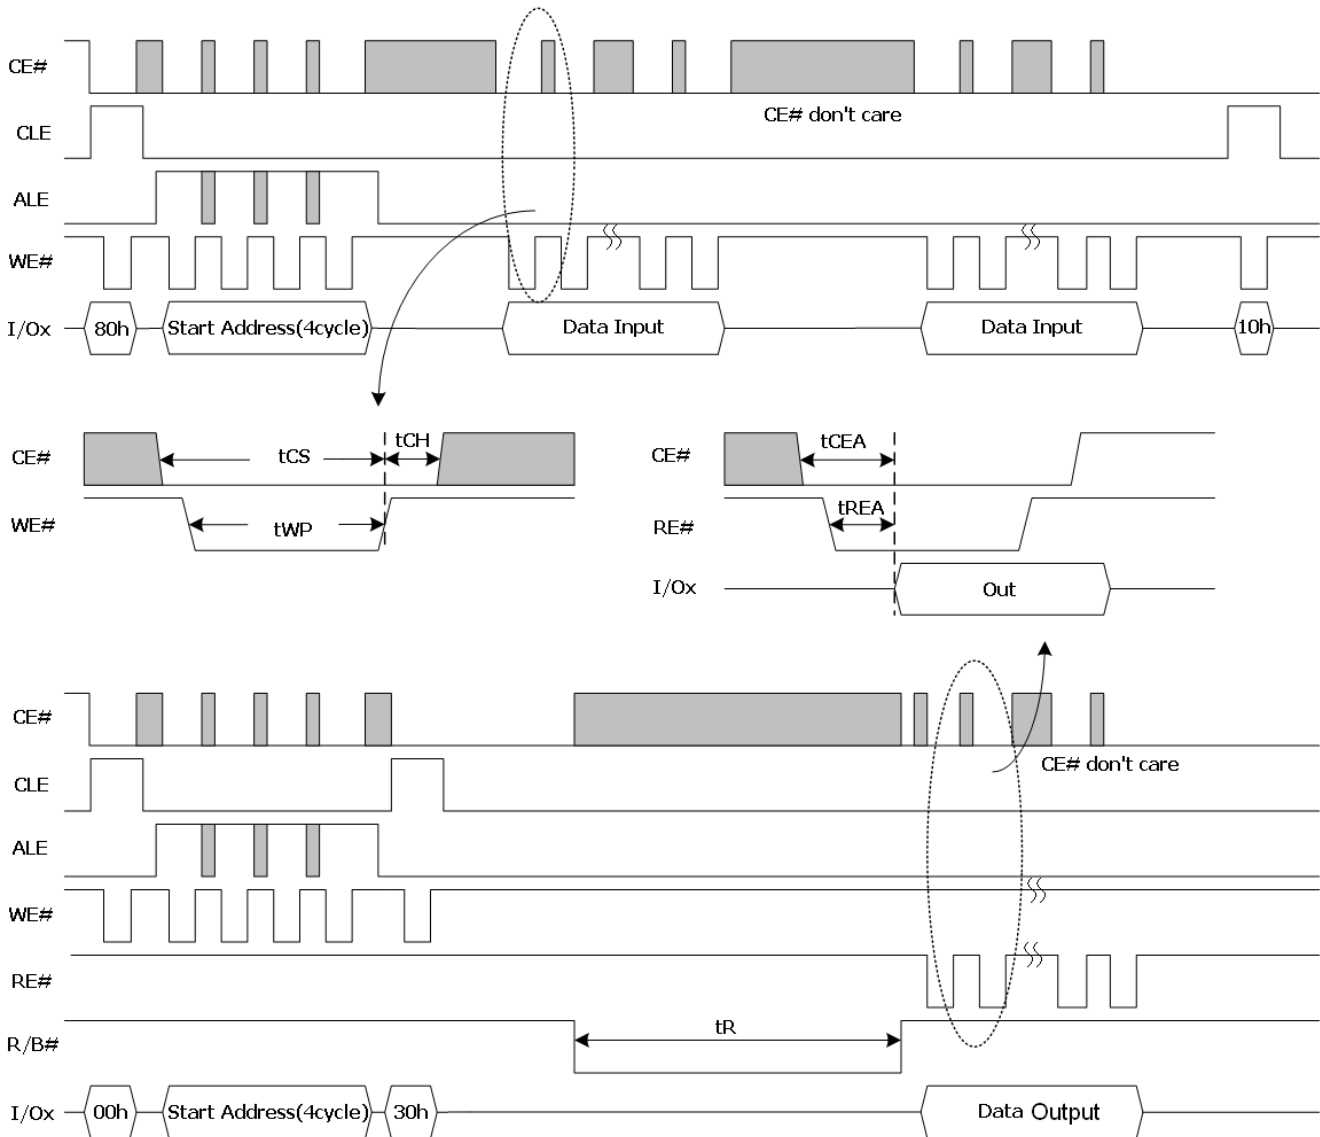 CE#
CE# don't care
CLE
ALE
WE#
I/Ox 80h Start Address(4cycle) Data Input Data Input 10h
CE# tCS tCH
WE# tWP
CE# tCEA
RE# tREA
I/Ox Out
CE#
CE# don't care
CLE
ALE
WE#
RE#
R/B# tR
I/Ox 00h Start Address(4cycle) 30h Data Output